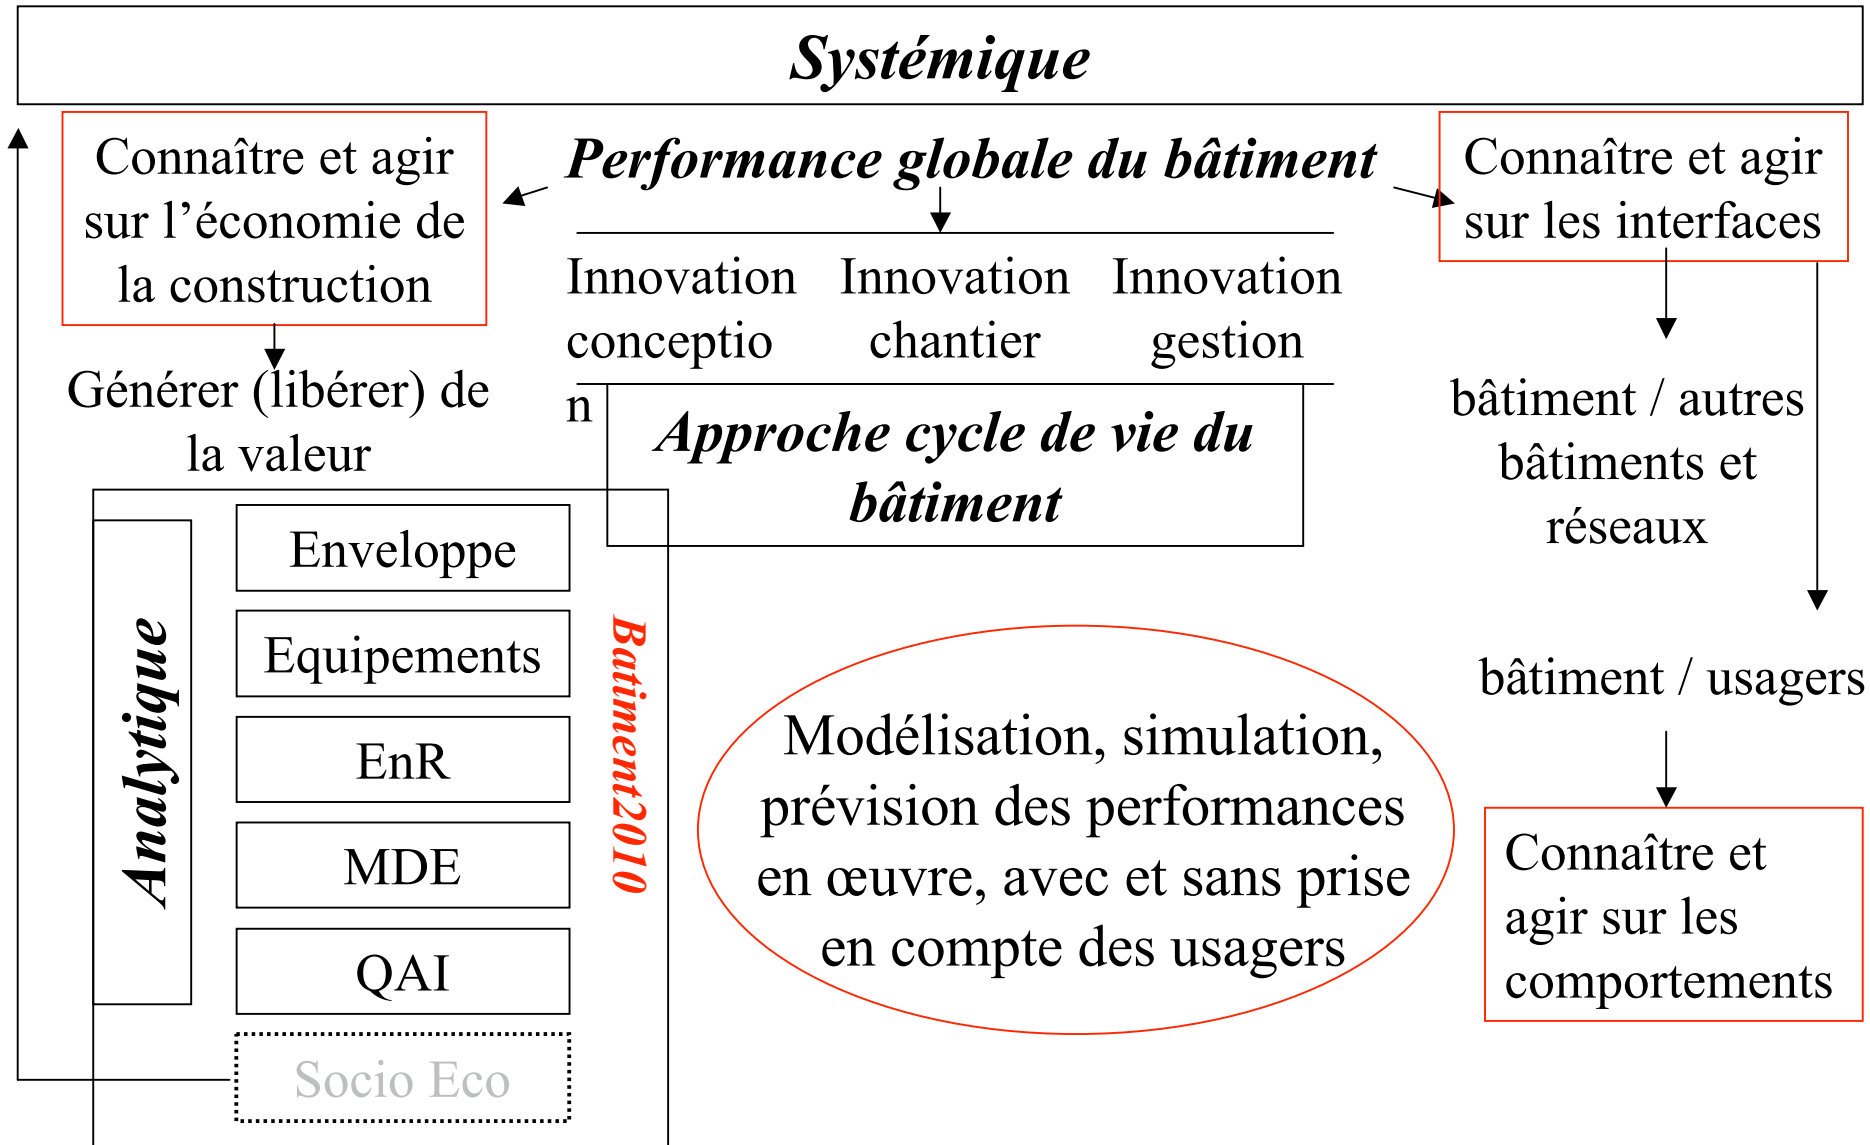 Systémique
Connaître et agir
sur l’économie de
la construction
Générer (libérer) de
la valeur
Performance globale du bâtiment
Innovation
conceptio
n
Innovation
chantier
Innovation
gestion
Approche cycle de vie du
bâtiment
Connaître et agir
sur les interfaces
bâtiment / autres
bâtiments et
réseaux
bâtiment / usagers
Connaître et
agir sur les
comportements
Analytique
Enveloppe
Equipements
EnR
MDE
QAI
Socio Eco
Batiment2010
Modélisation, simulation,
prévision des performances
en œuvre, avec et sans prise
en compte des usagers